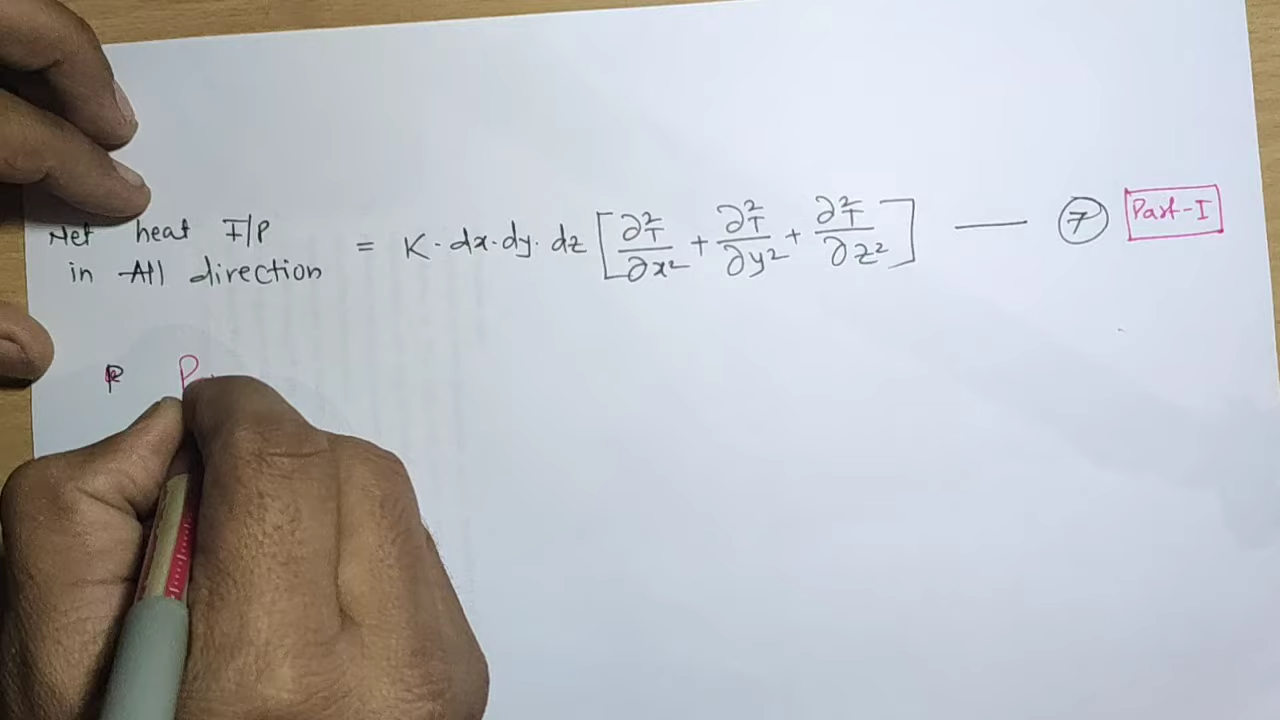 Net heat I/P
in All direction = K · dx · dy · dz [∂²T/∂x² + ∂²T/∂y² + ∂²T/∂z²] —— ⑦ Part-I
P